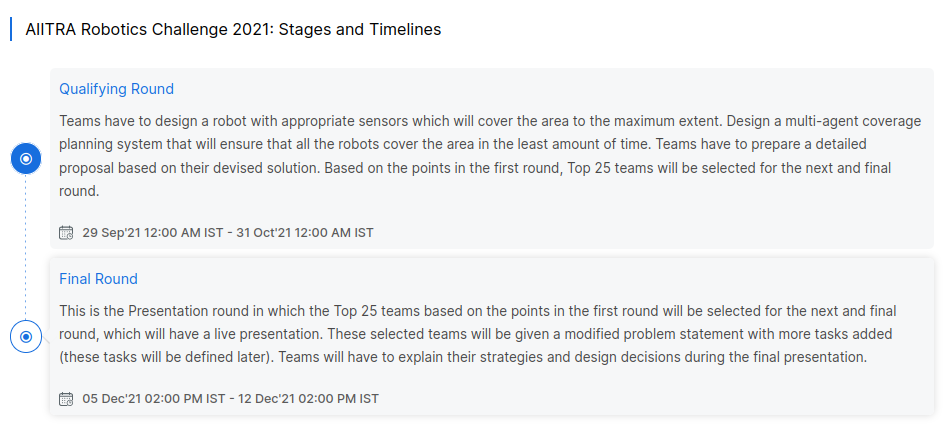 AIITRA Robotics Challenge 2021: Stages and Timelines
Qualifying Round
Teams have to design a robot with appropriate sensors which will cover the area to the maximum extent. Design a multi-agent coverage
planning system that will ensure that all the robots cover the area in the least amount of time. Teams have to prepare a detailed
proposal based on their devised solution. Based on the points in the first round, Top 25 teams will be selected for the next and final
round.
29 Sep'21 12:00 AM IST - 31 Oct'21 12:00 AM IST
Final Round
This is the Presentation round in which the Top 25 teams based on the points in the first round will be selected for the next and final
round, which will have a live presentation. These selected teams will be given a modified problem statement with more tasks added
(these tasks will be defined later). Teams will have to explain their strategies and design decisions during the final presentation.
05 Dec'21 02:00 PM IST - 12 Dec'21 02:00 PM IST